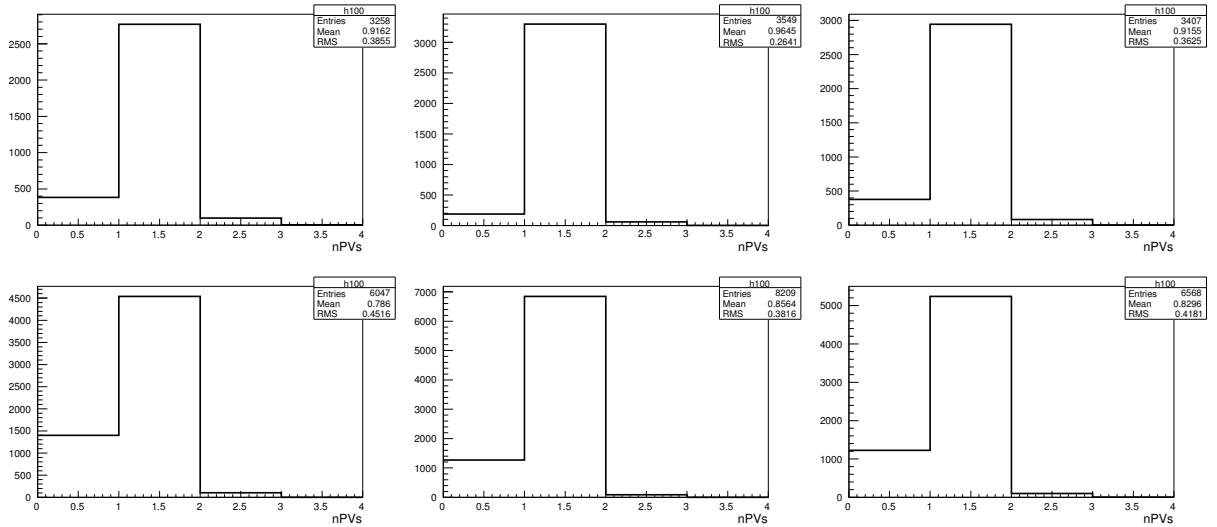 h100
Entries 3258
Mean 0.9162
RMS 0.3855
2500
2000
1500
1000
500
0
0 0.5 1 1.5 2 2.5 3 3.5 4
nPVs
h100
Entries 3549
Mean 0.9645
RMS 0.2641
3000
2500
2000
1500
1000
500
0
0 0.5 1 1.5 2 2.5 3 3.5 4
nPVs
h100
Entries 3407
Mean 0.9155
RMS 0.3625
3000
2500
2000
1500
1000
500
0
0 0.5 1 1.5 2 2.5 3 3.5 4
nPVs
h100
Entries 6047
Mean 0.786
RMS 0.4516
4500
4000
3500
3000
2500
2000
1500
1000
500
0
0 0.5 1 1.5 2 2.5 3 3.5 4
nPVs
h100
Entries 8209
Mean 0.8564
RMS 0.3816
7000
6000
5000
4000
3000
2000
1000
0
0 0.5 1 1.5 2 2.5 3 3.5 4
nPVs
h100
Entries 6568
Mean 0.8296
RMS 0.4181
5000
4000
3000
2000
1000
0
0 0.5 1 1.5 2 2.5 3 3.5 4
nPVs